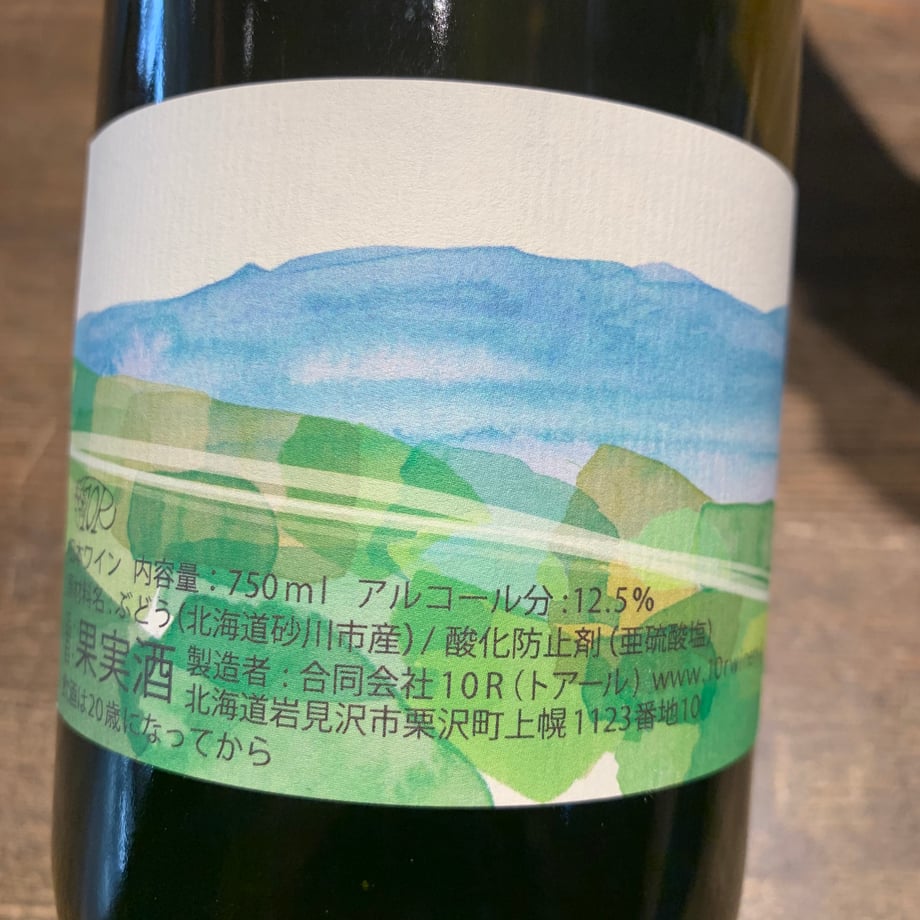 10R
ワイン 内容量：750ml アルコール分：12.5%
材料名：ぶどう（北海道砂川市産）/ 酸化防止剤（亜硫酸塩）
果実酒 製造者：合同会社10R（トアール）
北海道岩見沢市栗沢町上幌1123番地10
は20歳になってから